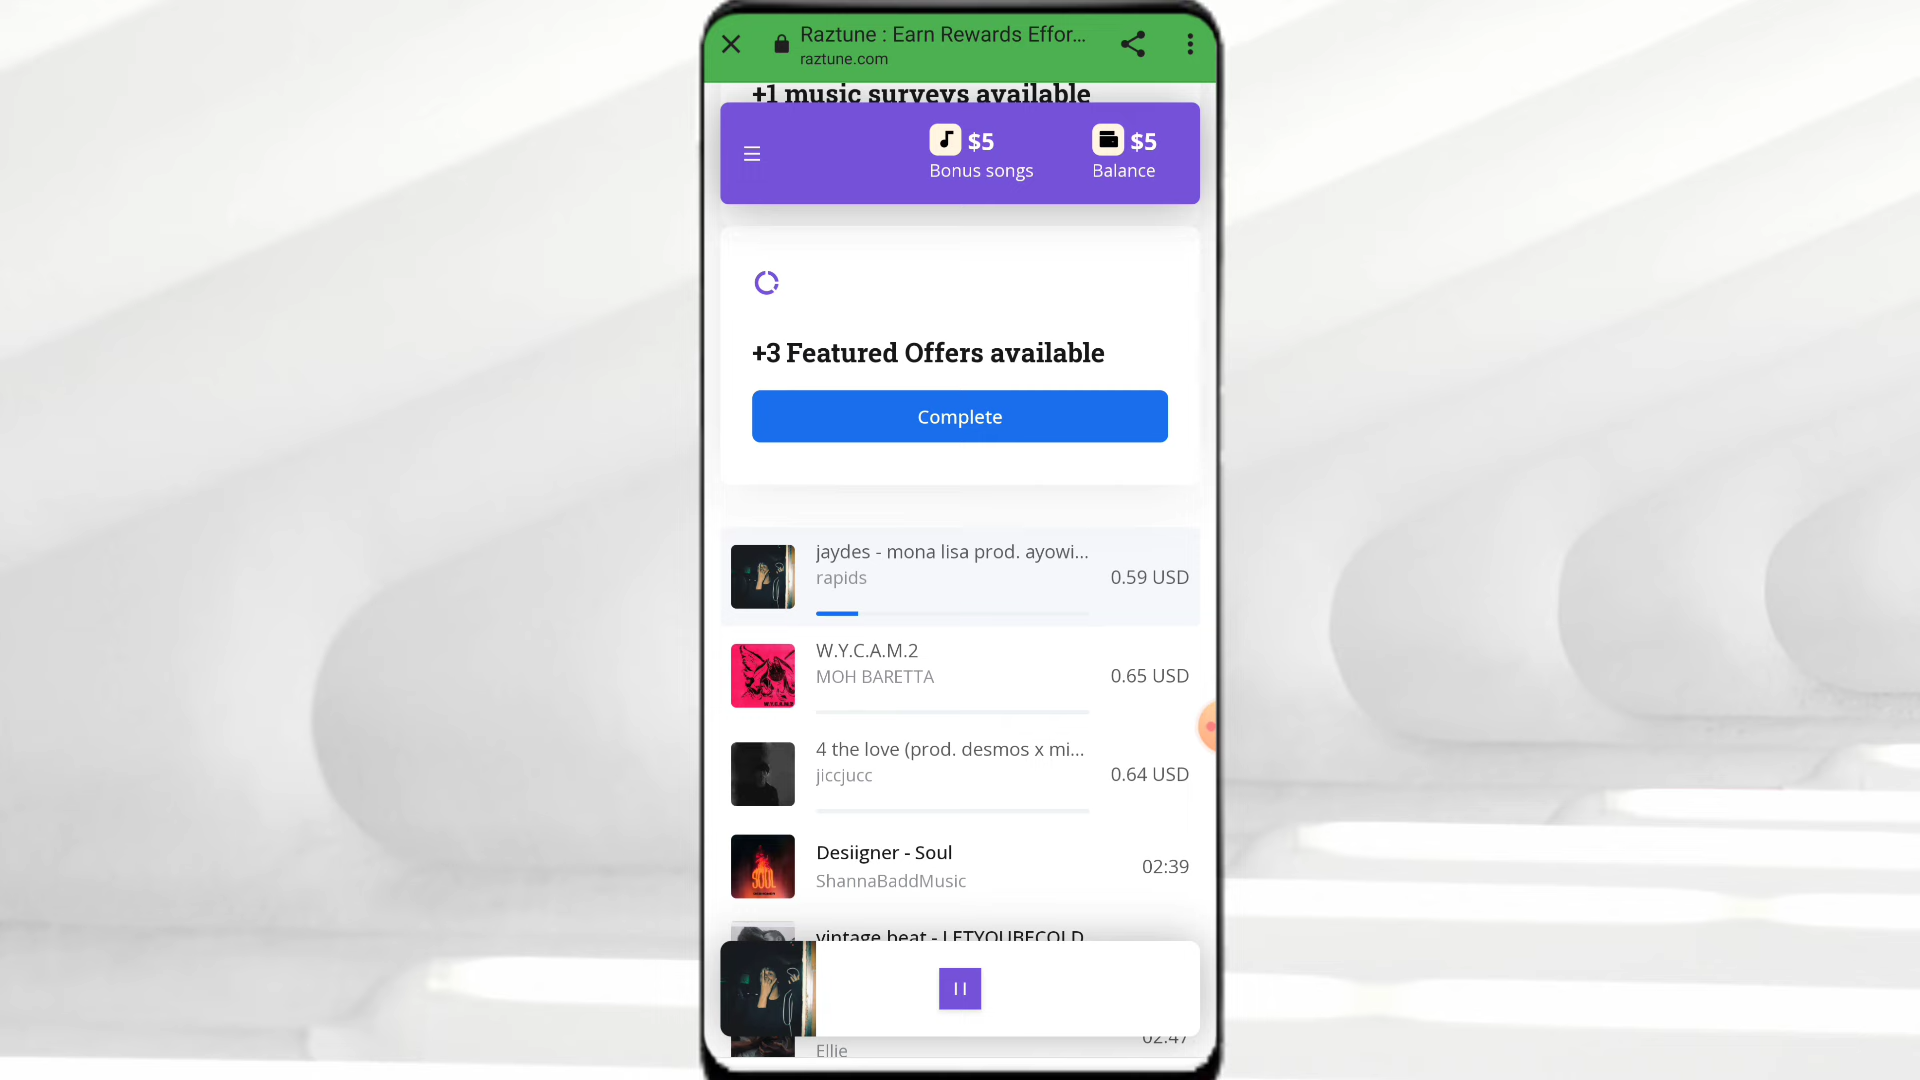 Raztune : Earn Rewards Effor...
raztune.com
+1 music surveys available
$5
Bonus songs
$5
Balance
+3 Featured Offers available
Complete
jaydes - mona lisa prod. ayowi...
rapids
0.59 USD
W.Y.C.A.M.2
MOH BARETTA
0.65 USD
4 the love (prod. desmos x mi...
jiccjucc
0.64 USD
SOUL
Desiigner - Soul
ShannaBaddMusic
02:39
vintage beat - LETYOUBECOLD
02:47
Ellie